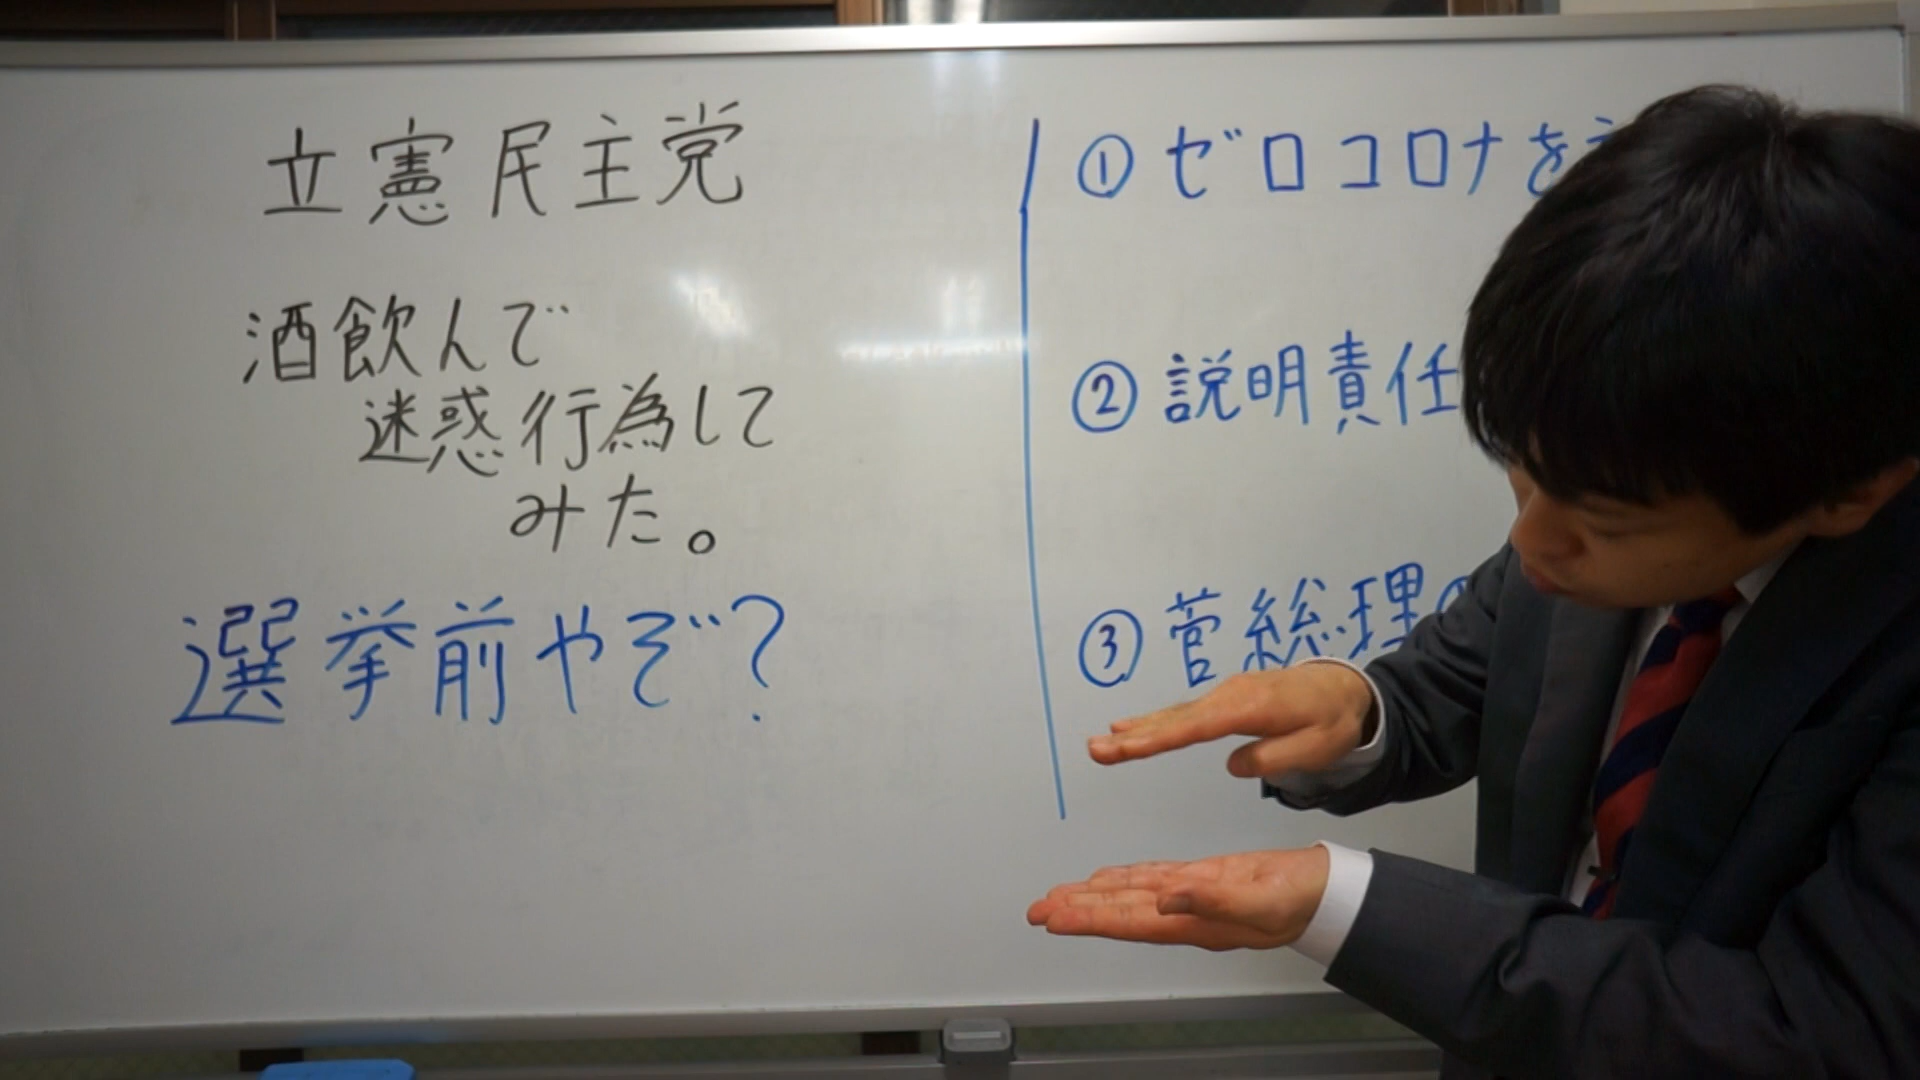 立憲民主党
酒飲んで
迷惑行為して
みた。
選挙前やぞ?
① ゼロコロナを
② 説明責任
③ 菅総理の